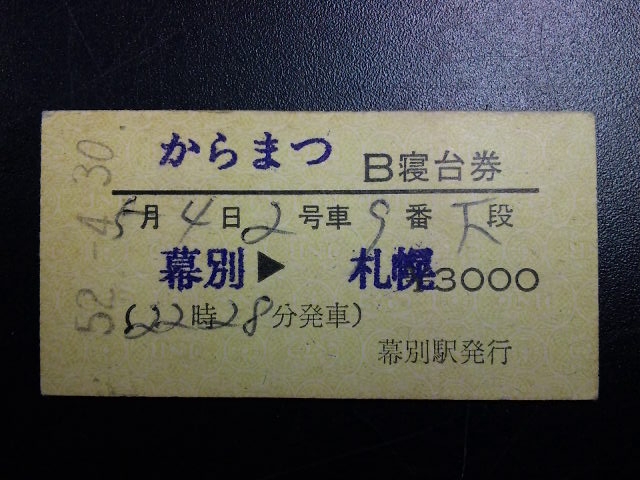 52.-4.30
からまつ B寝台券
5月4日2号車9番下段
幕別▶札幌 ¥3000
(22時28分発車)
幕別駅発行